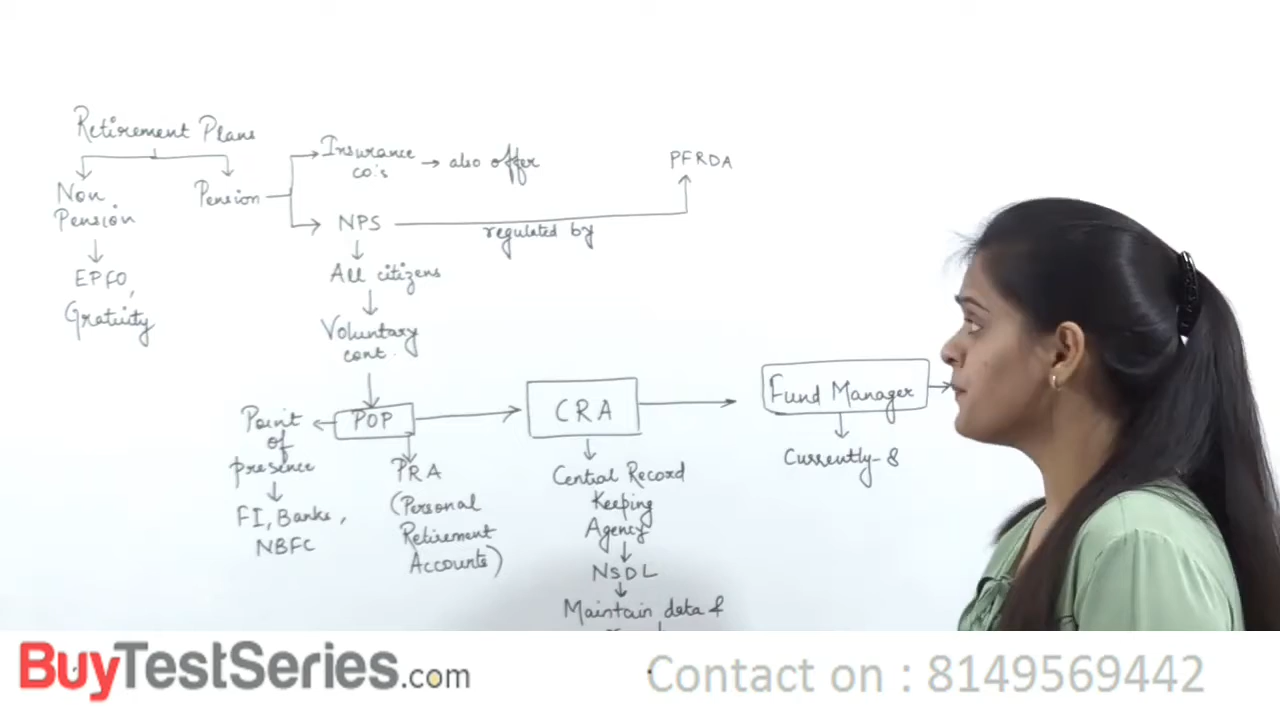 Retirement Plans
Non
Pension
EPFO,
Gratuity
Pension
Insurance
co's
also offer
NPS
regulated by
PFRDA
All citizens
Voluntary
cont.
POP
Point
of
presence
FI, Banks,
NBFC
PRA
(Personal
Retirement
Accounts)
CRA
Central Record
Keeping
Agency
NSDL
Maintain data &
Fund Manager
Currently - 8
BuyTestSeries.com
Contact on : 8149569442